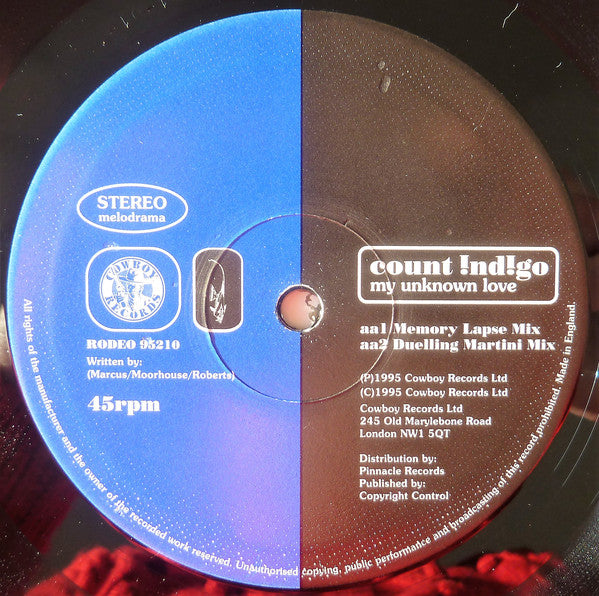 STEREO
melodrama
COWBOY
RECORDS
RODEO 95210
Written by:
(Marcus/Moorhouse/Roberts)
45rpm
count !nd!go
my unknown love
aa1 Memory Lapse Mix
aa2 Duelling Martini Mix
(P)1995 Cowboy Records Ltd
(C)1995 Cowboy Records Ltd
Cowboy Records Ltd
245 Old Marylebone Road
London NW1 5QT
Distribution by:
Pinnacle Records
Published by:
Copyright Control
All rights of the manufacturer and the owner of the recorded work reserved. Unauthorised copying, public performance and broadcasting of this record prohibited. Made in England.